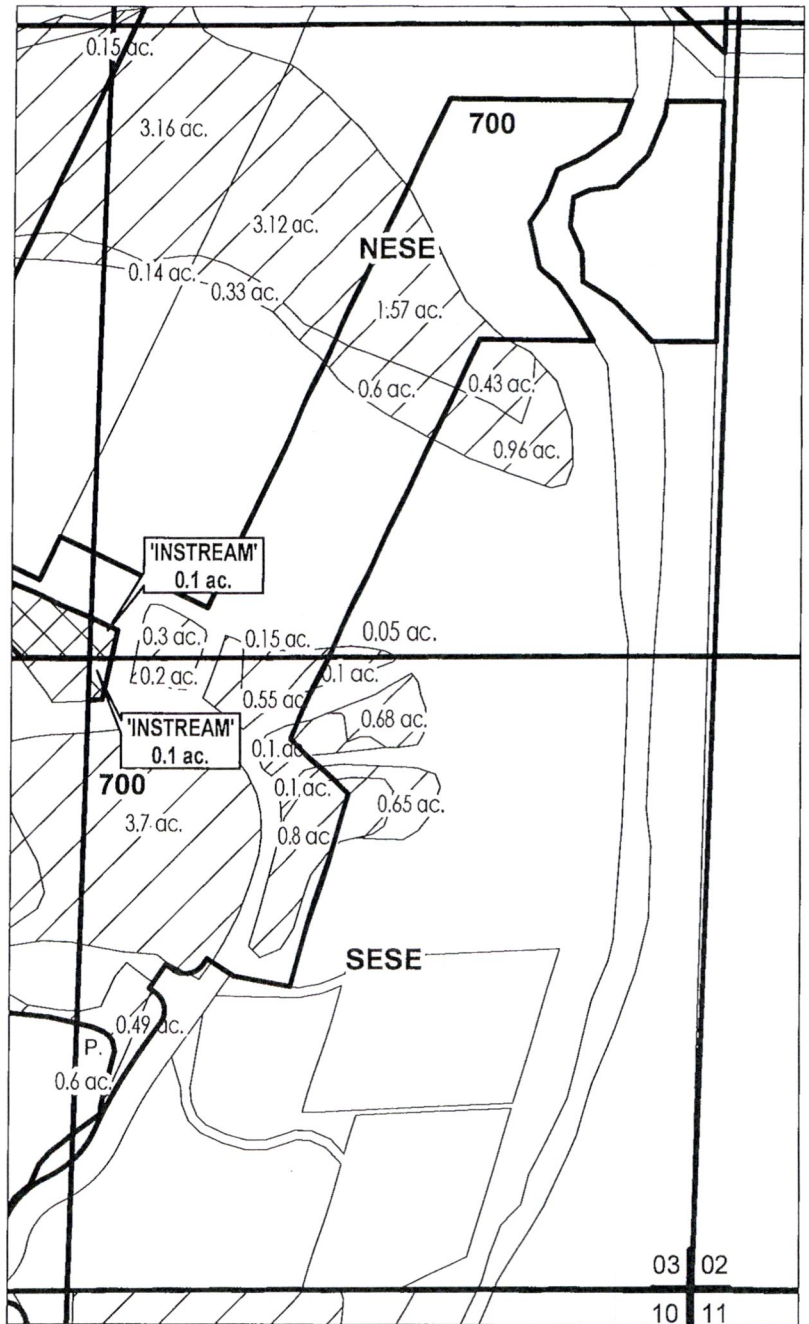 0.15 ac.
3.16 ac.
700
3.12 ac.
NESE
0.14 ac.
0.33 ac.
1.57 ac.
0.6 ac.
0.43 ac.
0.96 ac.
'INSTREAM'
0.1 ac.
0.3 ac.
0.15 ac.
0.05 ac.
0.2 ac.
0.1 ac.
0.55 ac
0.68 ac.
'INSTREAM'
0.1 ac.
0.1 ac
700
0.1 ac.
0.65 ac.
3.7 ac.
0.8 ac.
SESE
0.49 ac.
P.
0.6 ac.
03 02
10 11